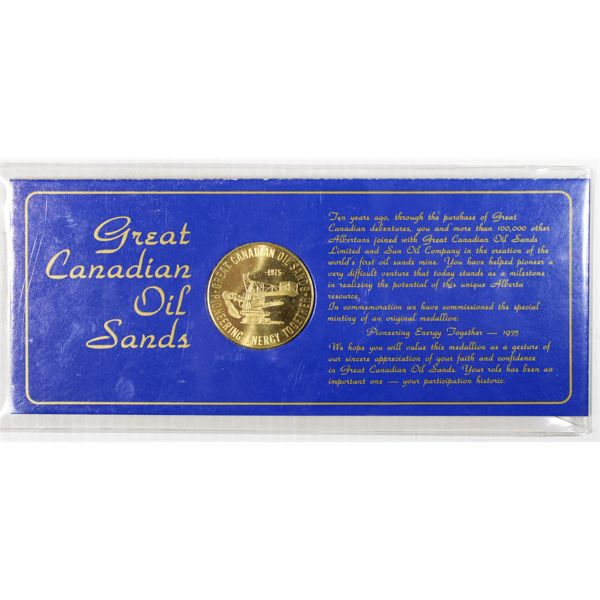 Great
Canadian
Oil
Sands
GREAT CANADIAN OIL SANDS
1975
PIONEERING ENERGY TOGETHER
Ten years ago, through the purchase of Great
Canadian debentures, you and more than 100,000 other
Albertans joined with Great Canadian Oil Sands
Limited and Sun Oil Company in the creation of the
world's first oil sands mine. You have helped pioneer a
very difficult venture that today stands as a milestone
in realizing the potential of this unique Alberta
resource.
In commemoration we have commissioned the special
minting of an original medallion:
Pioneering Energy Together — 1975
We hope you will value this medallion as a gesture of
our sincere appreciation of your faith and confidence
in Great Canadian Oil Sands. Your role has been an
important one — your participation historic.